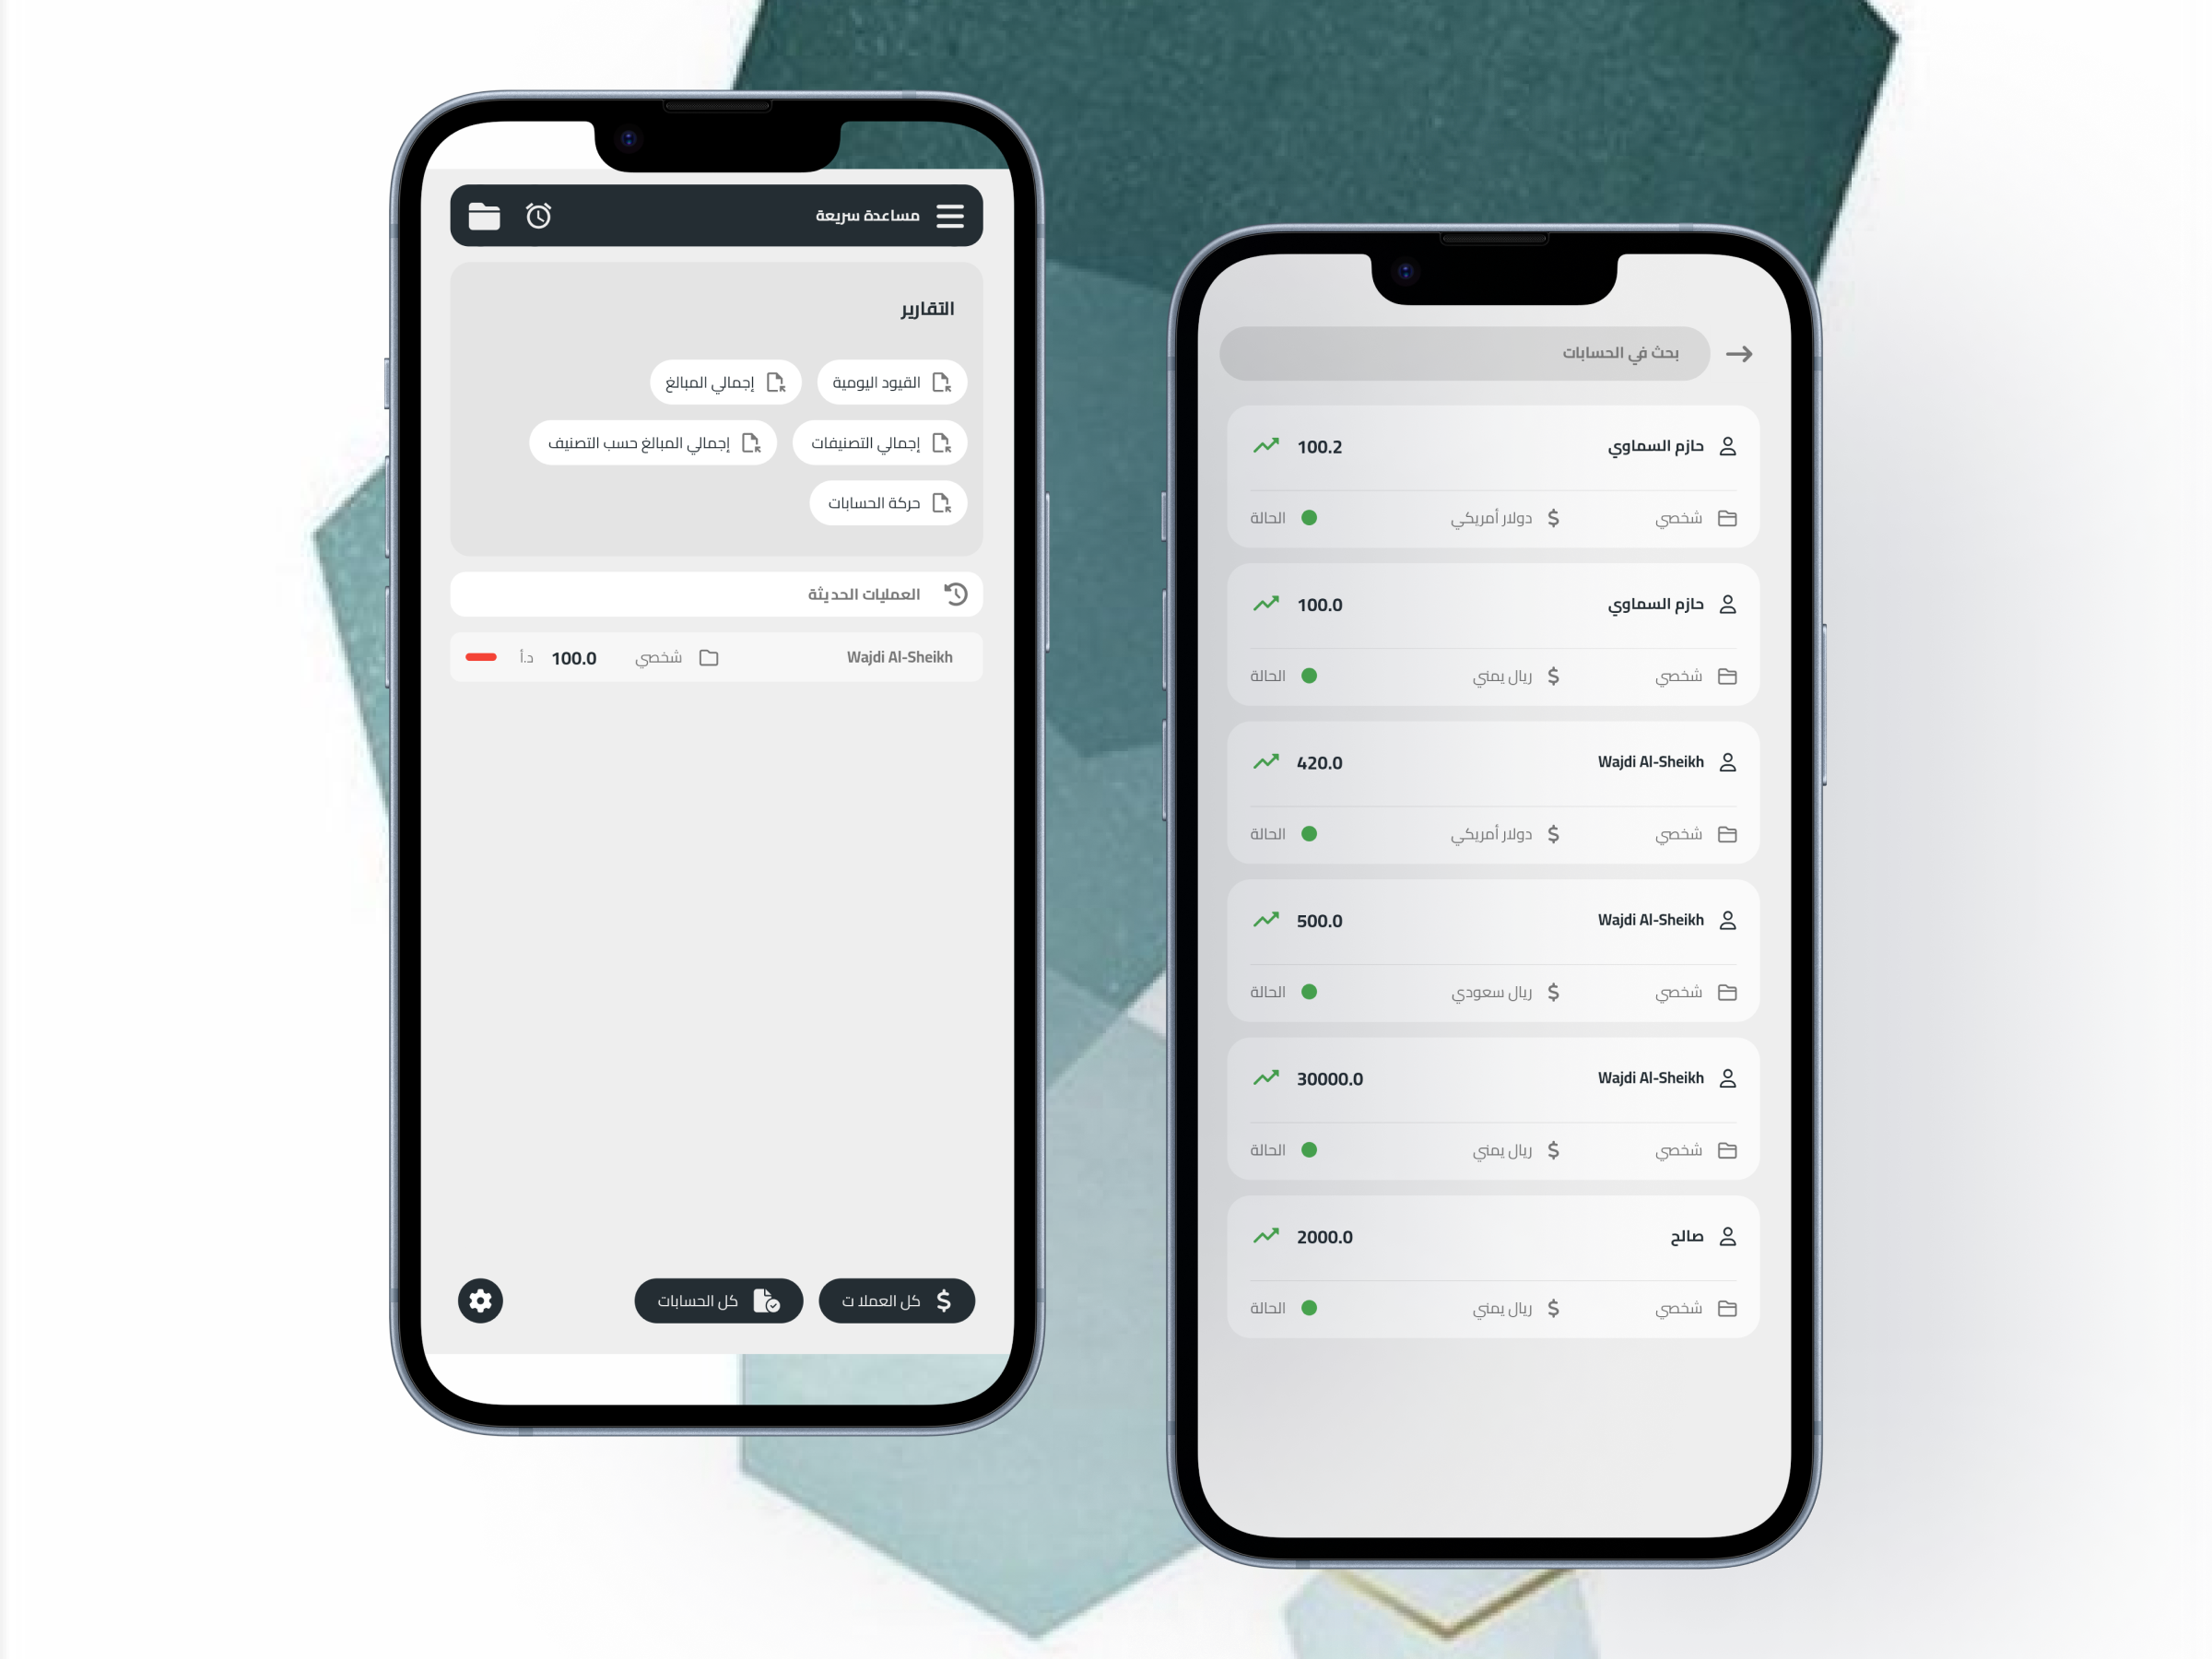 مساعدة سريعة
التقارير
القيود اليومية إجمالي المبالغ
إجمالي التصنيفات إجمالي المبالغ حسب التصنيف
حركة الحسابات
العمليات الحديثة
Wajdi Al-Sheikh شخصي 100.0 د.أ
كل العملات كل الحسابات
بحث في الحسابات
حازم السماوي 100.2
شخصي دولار أمريكي الحالة
حازم السماوي 100.0
شخصي ريال يمني الحالة
Wajdi Al-Sheikh 420.0
شخصي دولار أمريكي الحالة
Wajdi Al-Sheikh 500.0
شخصي ريال سعودي الحالة
Wajdi Al-Sheikh 30000.0
شخصي ريال يمني الحالة
صالح 2000.0
شخصي ريال يمني الحالة